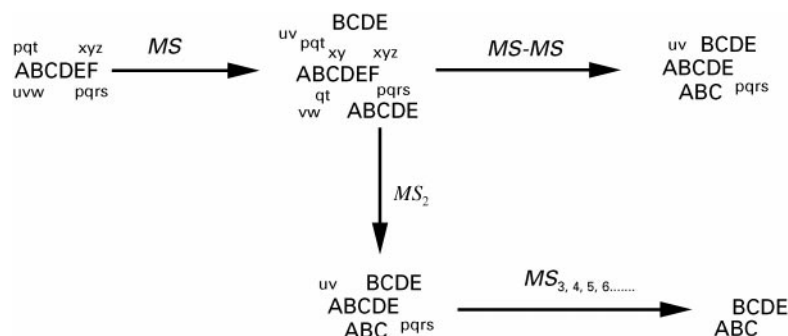 pqt xyz
ABCDEF
uvw pqrs
MS
BCDE
uv pqt
xy xyz
ABCDEF
qt pqrs
vw ABCDE
MS-MS
uv BCDE
ABCDE
ABC pqrs
MS2
uv BCDE
ABCDE
ABC pqrs
MS3, 4, 5, 6.......
BCDE
ABC